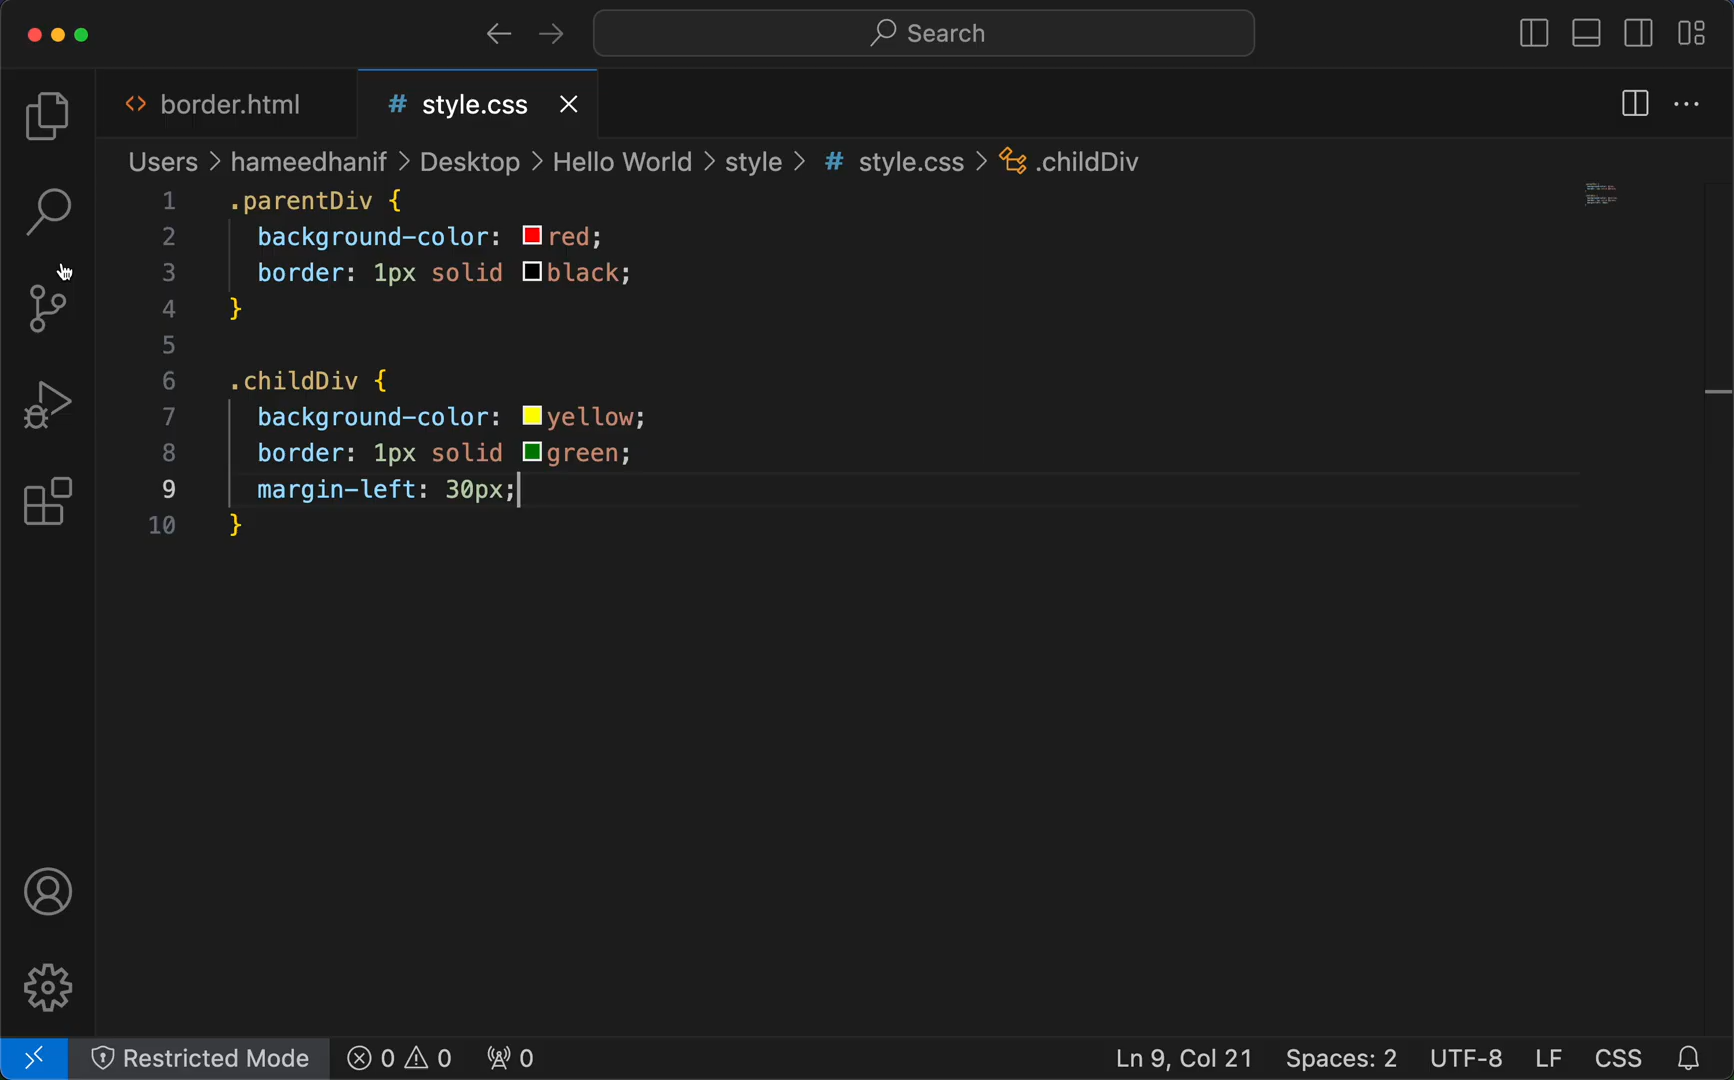 Search
border.html
# style.css
Users > hameedhanif > Desktop > Hello World > style > # style.css > .childDiv
1 .parentDiv {
2 background-color: red;
3 border: 1px solid black;
4 }
5
6 .childDiv {
7 background-color: yellow;
8 border: 1px solid green;
9 margin-left: 30px;
10 }
Restricted Mode 0 0 0 Ln 9, Col 21 Spaces: 2 UTF-8 LF CSS